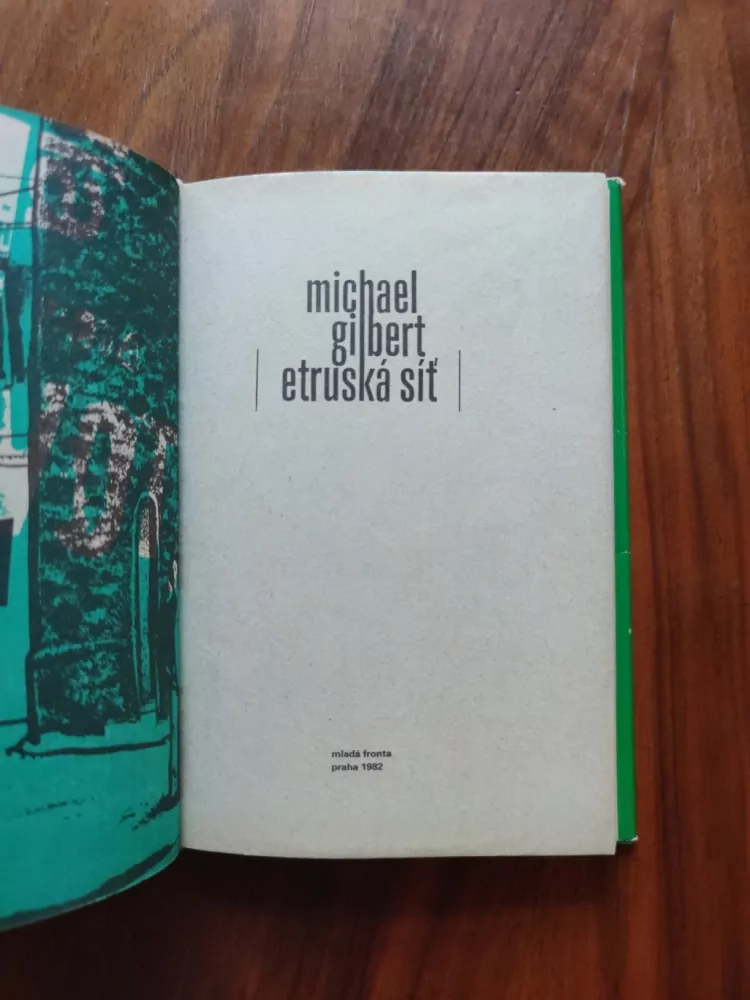 michael
gilbert
etruská síť
mladá fronta
praha 1982